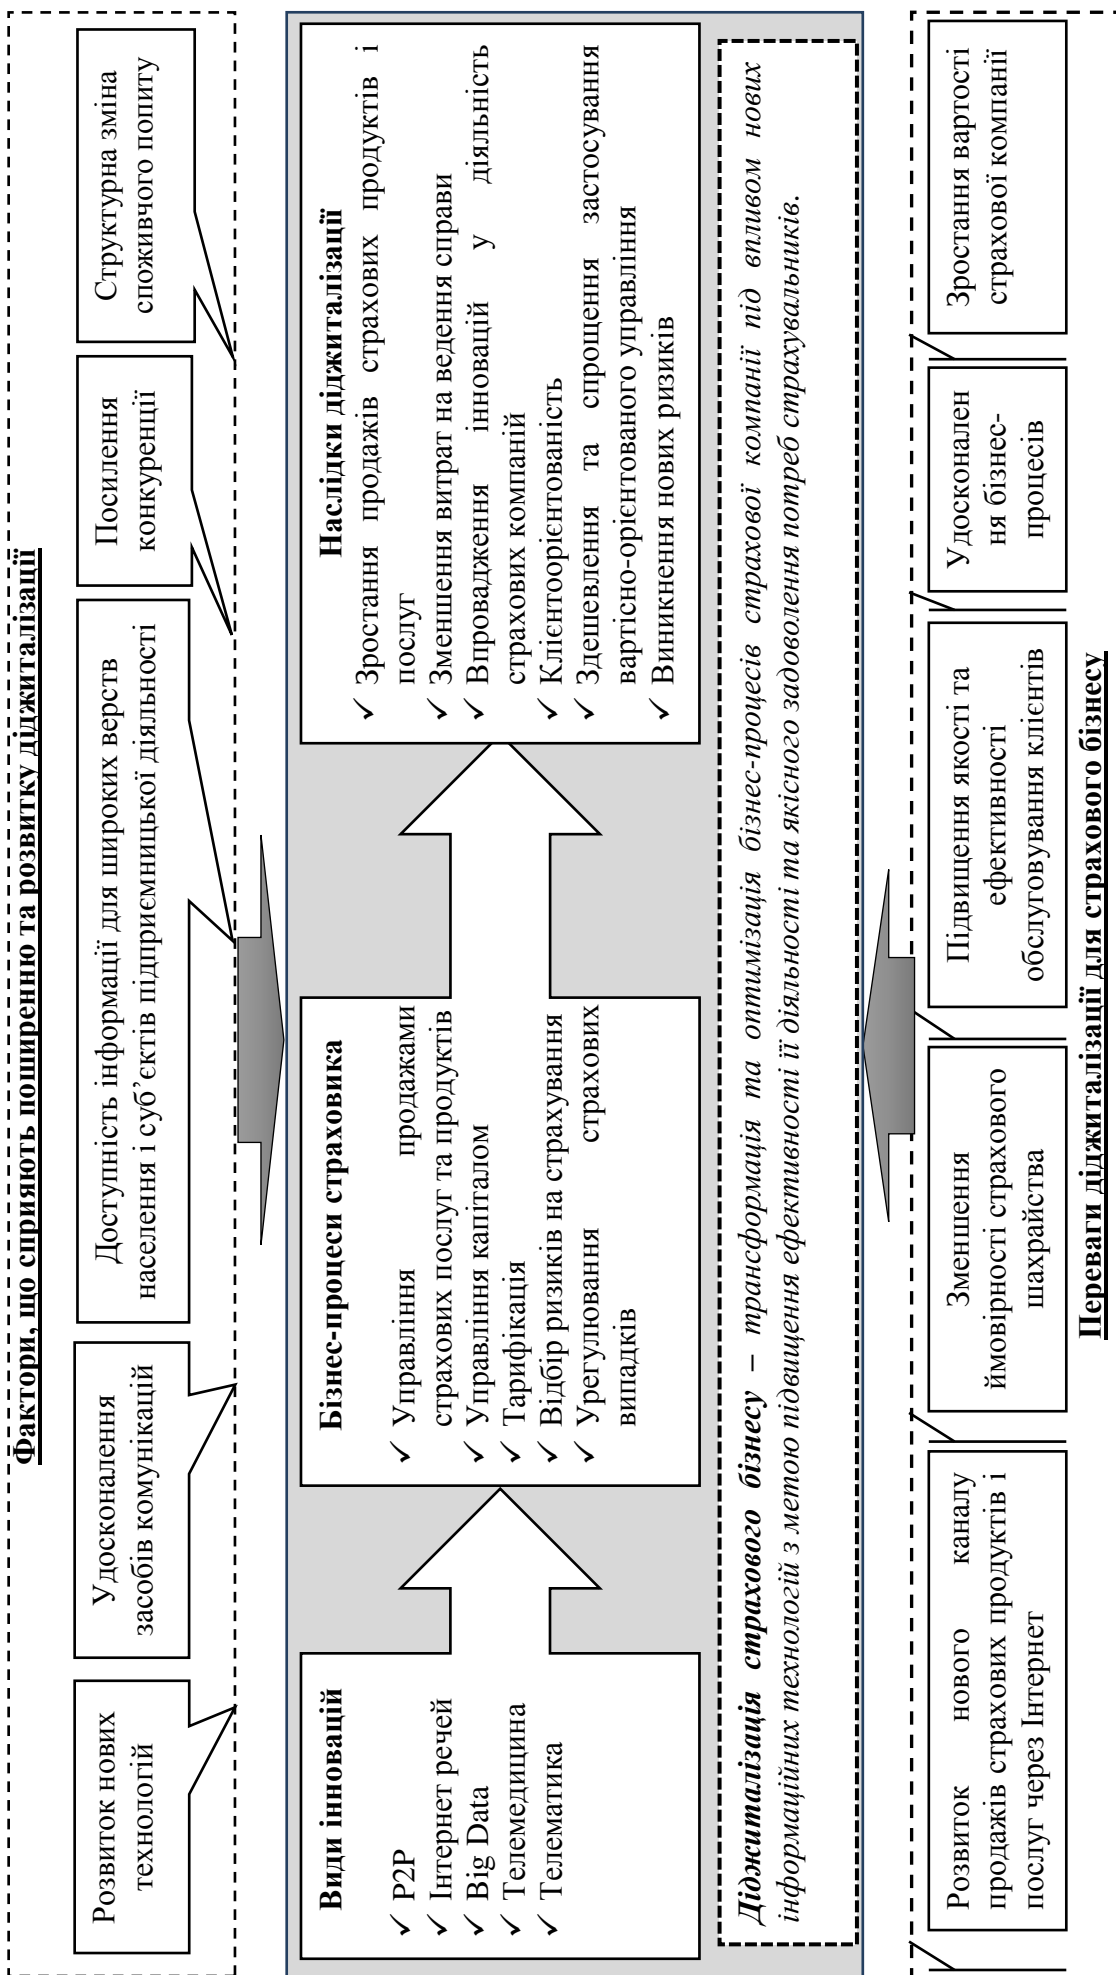 Фактори, що сприяють поширенню та розвитку діджиталізації
Розвиток нових
технологій
Удосконалення
засобів комунікацій
Доступність інформації для широких верств
населення і суб’єктів підприємницької діяльності
Посилення
конкуренції
Структурна зміна
споживчого попиту
Види інновацій
✓ P2P
✓ Інтернет речей
✓ Big Data
✓ Телемедицина
✓ Телематика
Бізнес-процеси страховика
✓ Управління продажами
страхових послуг та продуктів
✓ Управління капіталом
✓ Тарифікація
✓ Відбір ризиків на страхування
✓ Урегулювання страхових
випадків
Наслідки діджиталізації
✓ Зростання продажів страхових продуктів і
послуг
✓ Зменшення витрат на ведення справи
✓ Впровадження інновацій у діяльність
страхових компаній
✓ Клієнтоорієнтованість
✓ Здешевлення та спрощення застосування
вартісно-орієнтованого управління
✓ Виникнення нових ризиків
Діджиталізація страхового бізнесу – трансформація та оптимізація бізнес-процесів страхової компанії під впливом нових
інформаційних технологій з метою підвищення ефективності її діяльності та якісного задоволення потреб страхувальників.
Розвиток нового каналу
продажів страхових продуктів і
послуг через Інтернет
Зменшення
ймовірності страхового
шахрайства
Підвищення якості та
ефективності
обслуговування клієнтів
Удосконален
ня бізнес-
процесів
Зростання вартості
страхової компанії
Переваги діджиталізації для страхового бізнесу